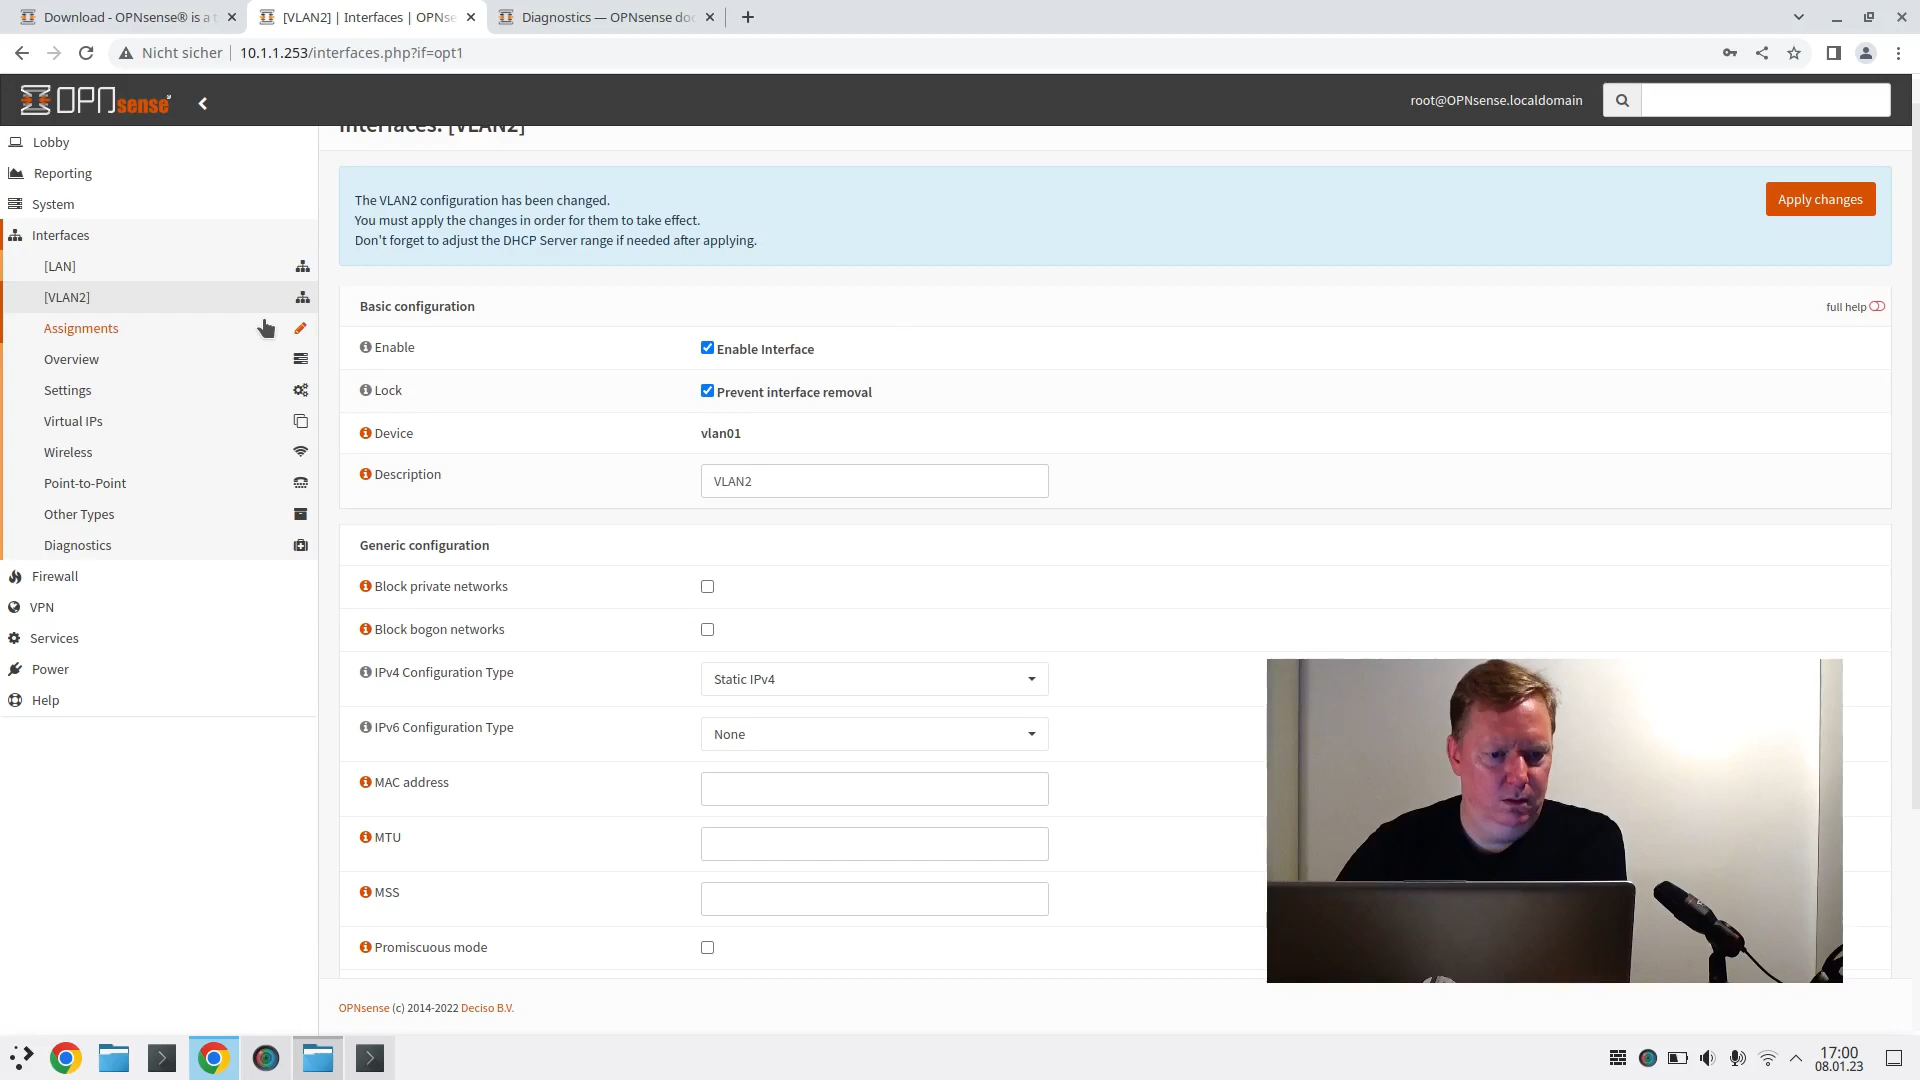 Download - OPNsense® is a t
[VLAN2] | Interfaces | OPNse
Diagnostics — OPNsense doc
Nicht sicher
10.1.1.253/interfaces.php?if=opt1
OPNsense
root@OPNsense.localdomain
Interfaces: [VLAN2]
Lobby
Reporting
System
Interfaces
[LAN]
[VLAN2]
Assignments
Overview
Settings
Virtual IPs
Wireless
Point-to-Point
Other Types
Diagnostics
Firewall
VPN
Services
Power
Help
The VLAN2 configuration has been changed.
You must apply the changes in order for them to take effect.
Don't forget to adjust the DHCP Server range if needed after applying.
Apply changes
Basic configuration
full help
Enable
Enable Interface
Lock
Prevent interface removal
Device
vlan01
Description
VLAN2
Generic configuration
Block private networks
Block bogon networks
IPv4 Configuration Type
Static IPv4
IPv6 Configuration Type
None
MAC address
MTU
MSS
Promiscuous mode
OPNsense (c) 2014-2022 Deciso B.V.
17:00
08.01.23